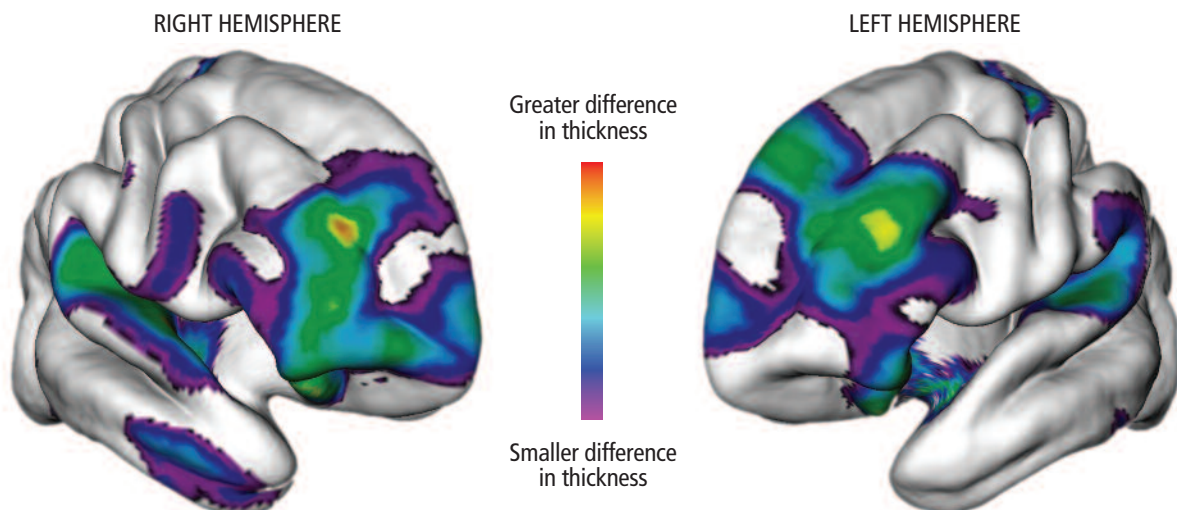 RIGHT HEMISPHERE
LEFT HEMISPHERE
Greater difference
in thickness
Smaller difference
in thickness